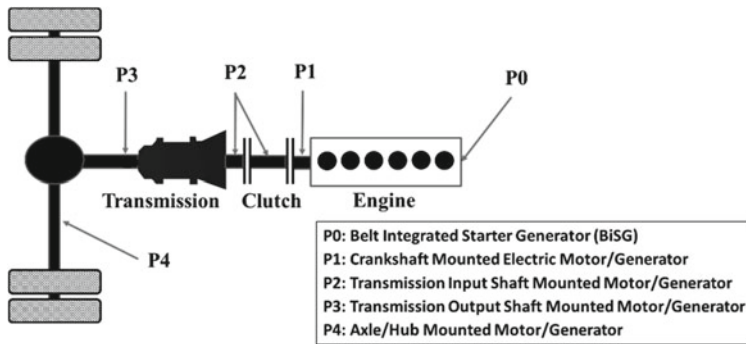 P3
P2
P1
P0
Transmission
Clutch
Engine
P4
P0: Belt Integrated Starter Generator (BiSG)
P1: Crankshaft Mounted Electric Motor/Generator
P2: Transmission Input Shaft Mounted Motor/Generator
P3: Transmission Output Shaft Mounted Motor/Generator
P4: Axle/Hub Mounted Motor/Generator